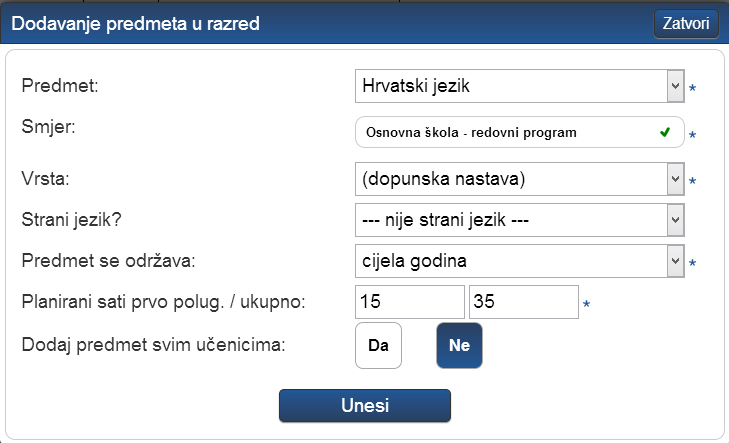 Dodavanje predmeta u razred Zatvori
Predmet: Hrvatski jezik *
Smjer: Osnovna škola - redovni program *
Vrsta: (dopunska nastava) *
Strani jezik? --- nije strani jezik ---
Predmet se održava: cijela godina *
Planirani sati prvo polug. / ukupno: 15 35 *
Dodaj predmet svim učenicima: Da Ne
Unesi